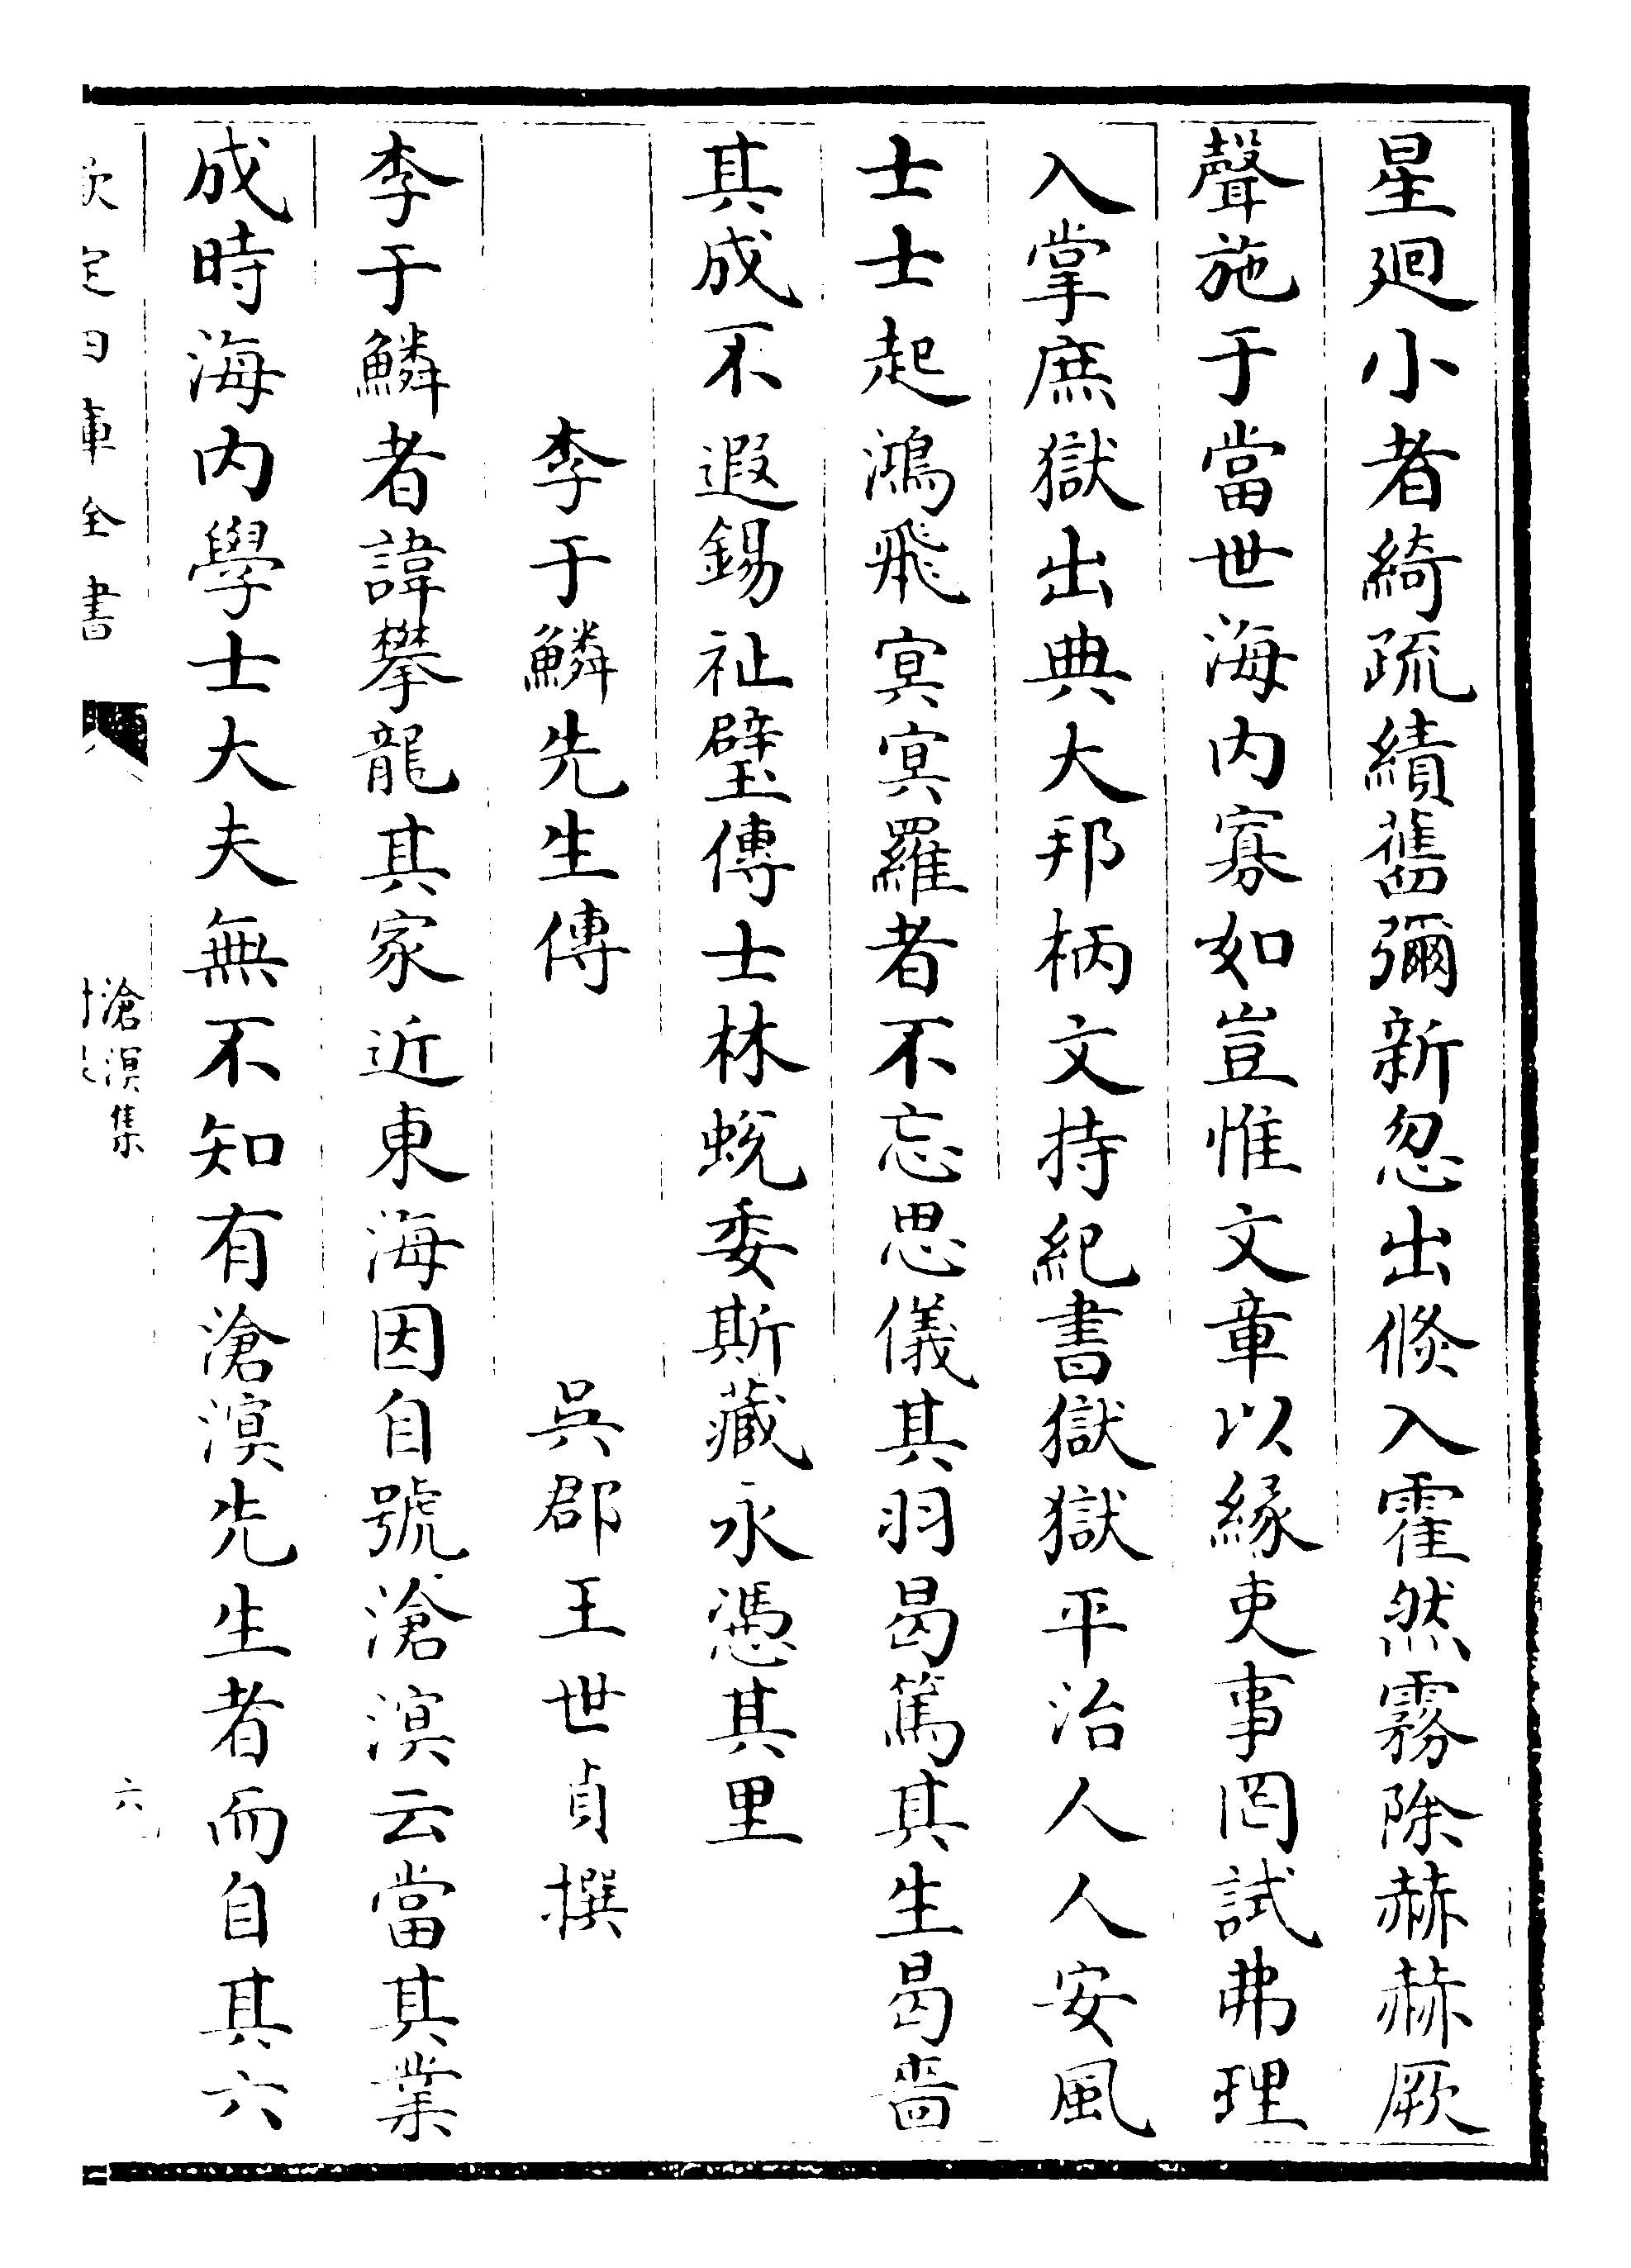 星廻小者綺疏績舊彌新忽出倐入霍然霧除赫赫厥
聲施于當世海内寡如豈惟文章以緣吏事罔試弗理
入掌庶獄出典大邦柄文持紀書獄獄平治人人安風
士士起鴻飛㝠㝠羅者不忘思儀其羽曷篤其生曷嗇
其成不遐錫祉璧傳士林蛻委斯藏永憑其里
李于鱗先生傳 吳郡王世貞撰
李于鱗者諱攀龍其家近東海因自號滄溟云當其業
成時海内學士大夫無不知有滄溟先生者而自其六
欽定四庫全書
滄溟集
六